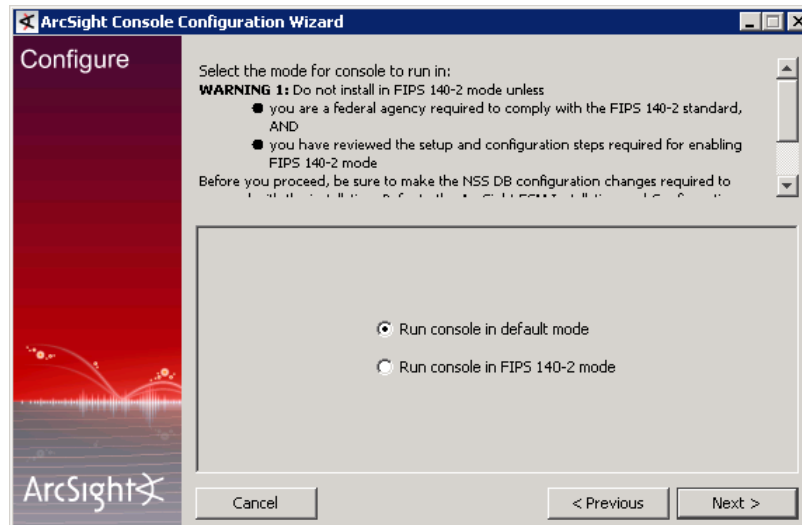 ArcSight Console Configuration Wizard
Configure
Select the mode for console to run in:
WARNING 1: Do not install in FIPS 140-2 mode unless
● you are a federal agency required to comply with the FIPS 140-2 standard,
AND
● you have reviewed the setup and configuration steps required for enabling
FIPS 140-2 mode
Before you proceed, be sure to make the NSS DB configuration changes required to
Run console in default mode
Run console in FIPS 140-2 mode
ArcSight
Cancel
< Previous
Next >